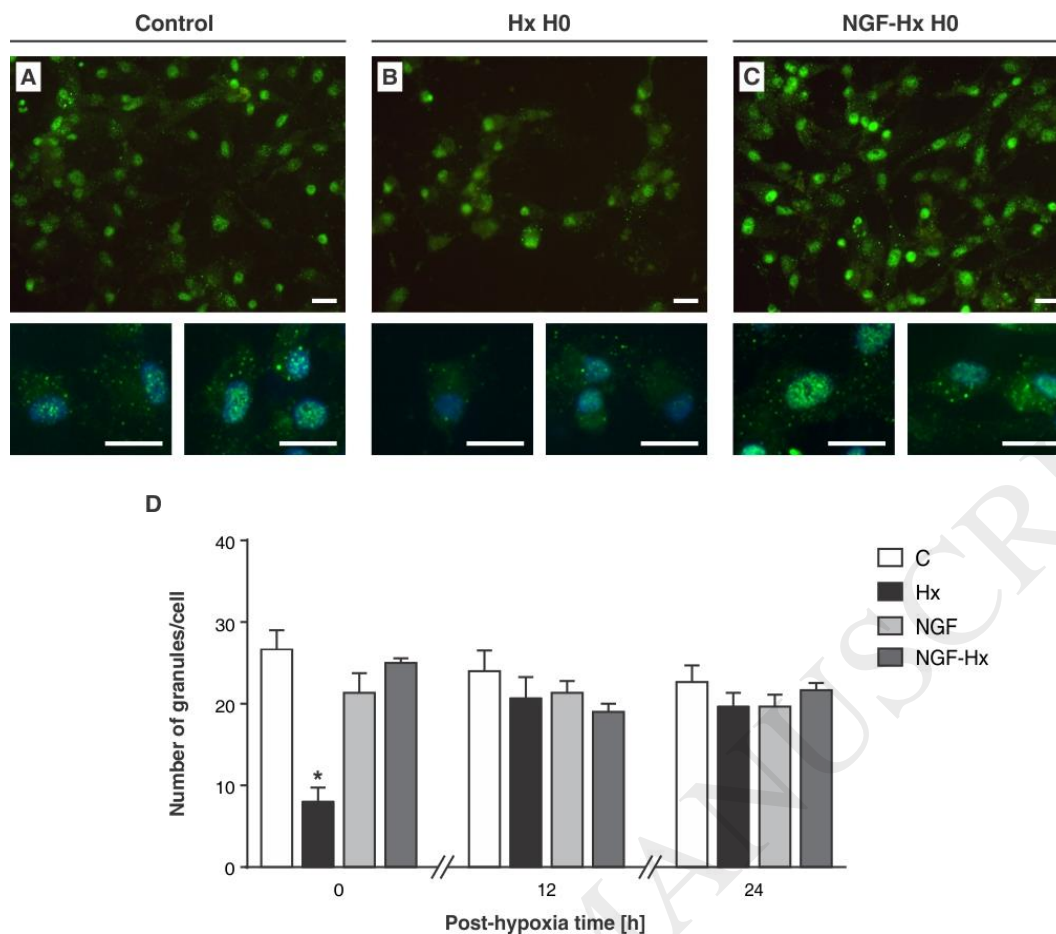 Control
Hx H0
NGF-Hx H0
A
B
C
D
40
30
20
10
0
Number of granules/cell
*
C
Hx
NGF
NGF-Hx
0
12
24
Post-hypoxia time [h]
MANUSCRI